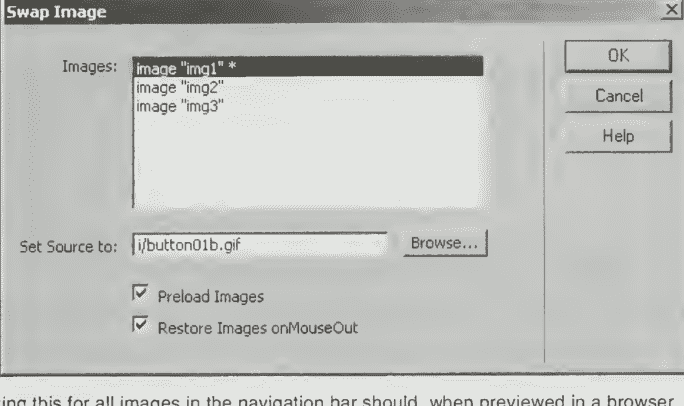 Swap Image
Images:
image "img1" *
image "img2"
image "img3"
OK
Cancel
Help
Set Source to:
i/button01b.gif
Browse...
Preload Images
Restore Images onMouseOut
this for all images in the navigation bar should, when previewed in a browser